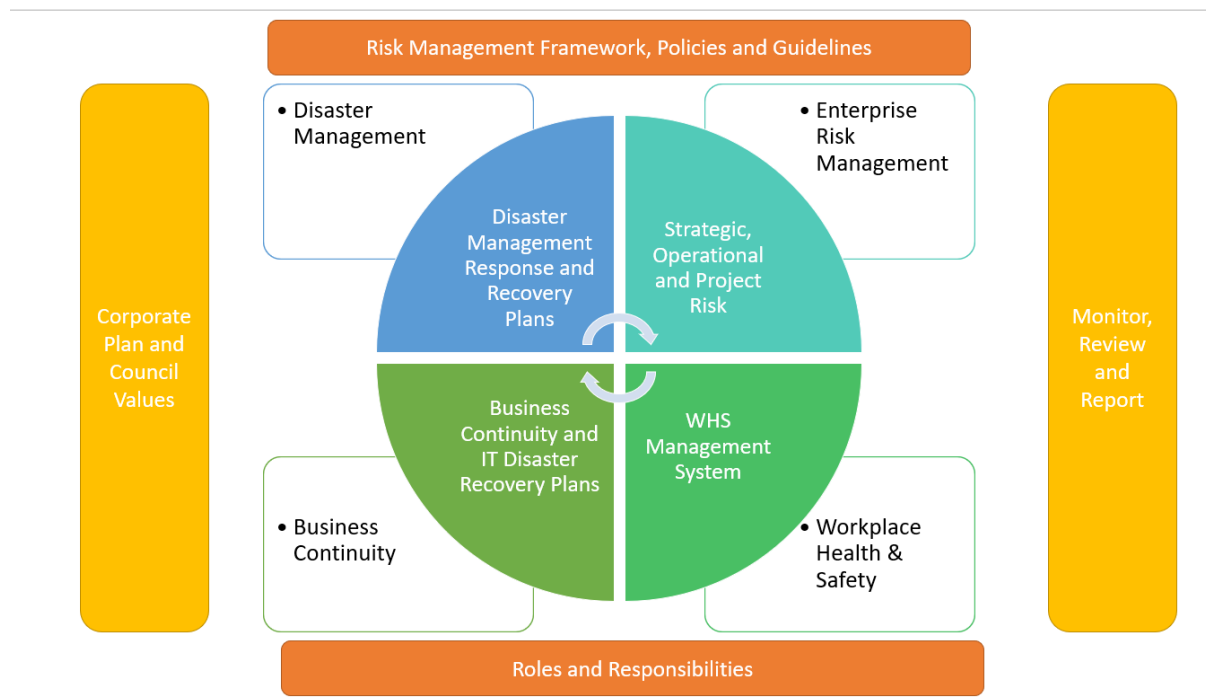 Risk Management Framework, Policies and Guidelines
• Disaster
Management
• Enterprise
Risk
Management
Disaster
Management
Response and
Recovery
Plans
Strategic,
Operational
and Project
Risk
Corporate
Plan and
Council
Values
Monitor,
Review
and
Report
Business
Continuity and
IT Disaster
Recovery Plans
WHS
Management
System
• Business
Continuity
• Workplace
Health &
Safety
Roles and Responsibilities